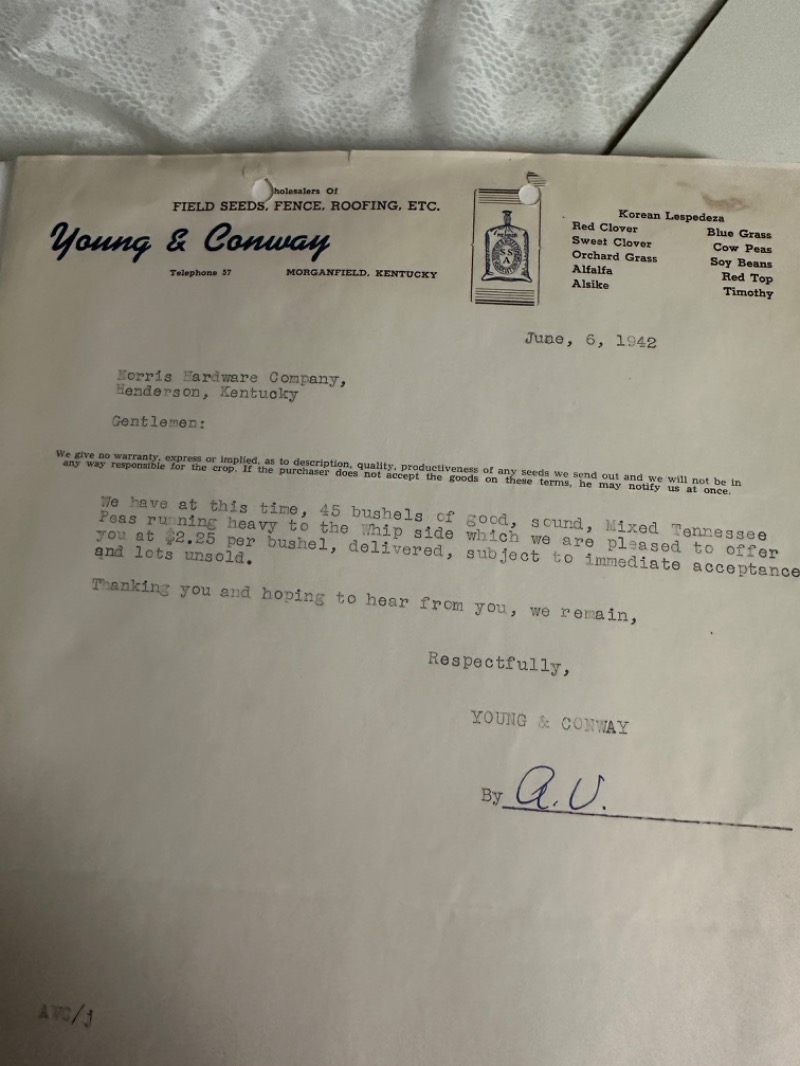 holesalers Of
FIELD SEEDS, FENCE, ROOFING, ETC.
Young & Conway
Telephone 57 MORGANFIELD, KENTUCKY
S S A
Korean Lespedeza
Red Clover Blue Grass
Sweet Clover Cow Peas
Orchard Grass Soy Beans
Alfalfa Red Top
Alsike Timothy
June, 6, 1942
Morris Hardware Company,
Henderson, Kentucky
Gentlemen:
We give no warranty, express or implied, as to description, quality, productiveness of any seeds we send out and we will not be in
any way responsible for the crop. If the purchaser does not accept the goods on these terms, he may notify us at once.
We have at this time, 45 bushels of good, sound, Mixed Tennessee
Peas running heavy to the Whip side which we are pleased to offer
you at $2.25 per bushel, delivered, subject to immediate acceptance
and lots unsold.
Thanking you and hoping to hear from you, we remain,
Respectfully,
YOUNG & CONWAY
By A.V.
AVC/j